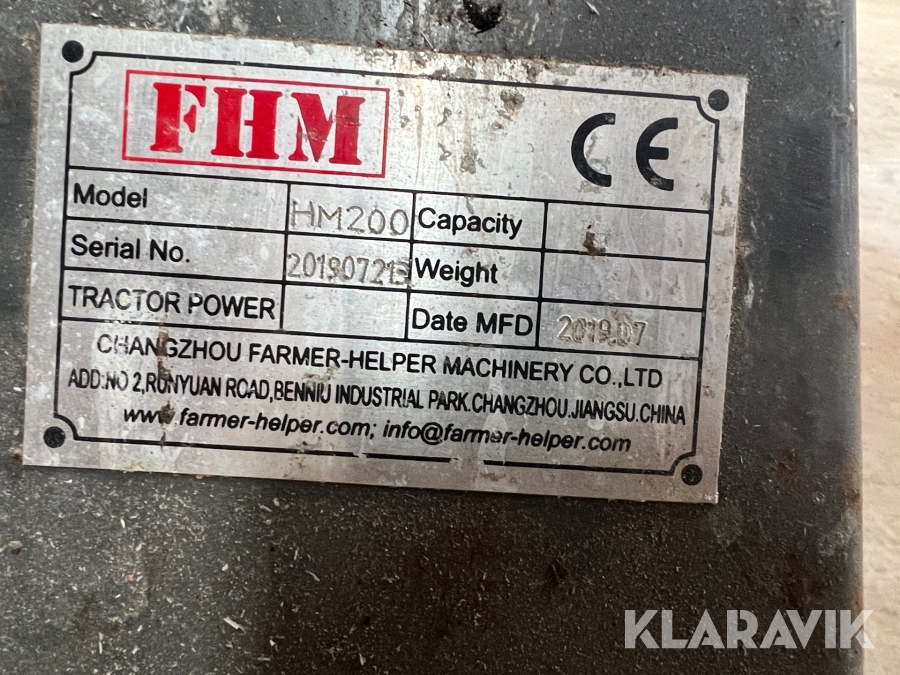 FHM
CE
Model HM200 Capacity
Serial No. 201907213 Weight
TRACTOR POWER Date MFD 2019.07
CHANGZHOU FARMER-HELPER MACHINERY CO.,LTD
ADD:NO 2,RUNYUAN ROAD,BENNIU INDUSTRIAL PARK.CHANGZHOU.JIANGSU.CHINA
www.farmer-helper.com; info@farmer-helper.com
KLARAVIK